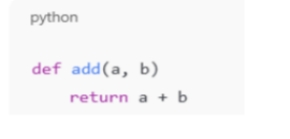 python
def add(a, b)
    return a + b